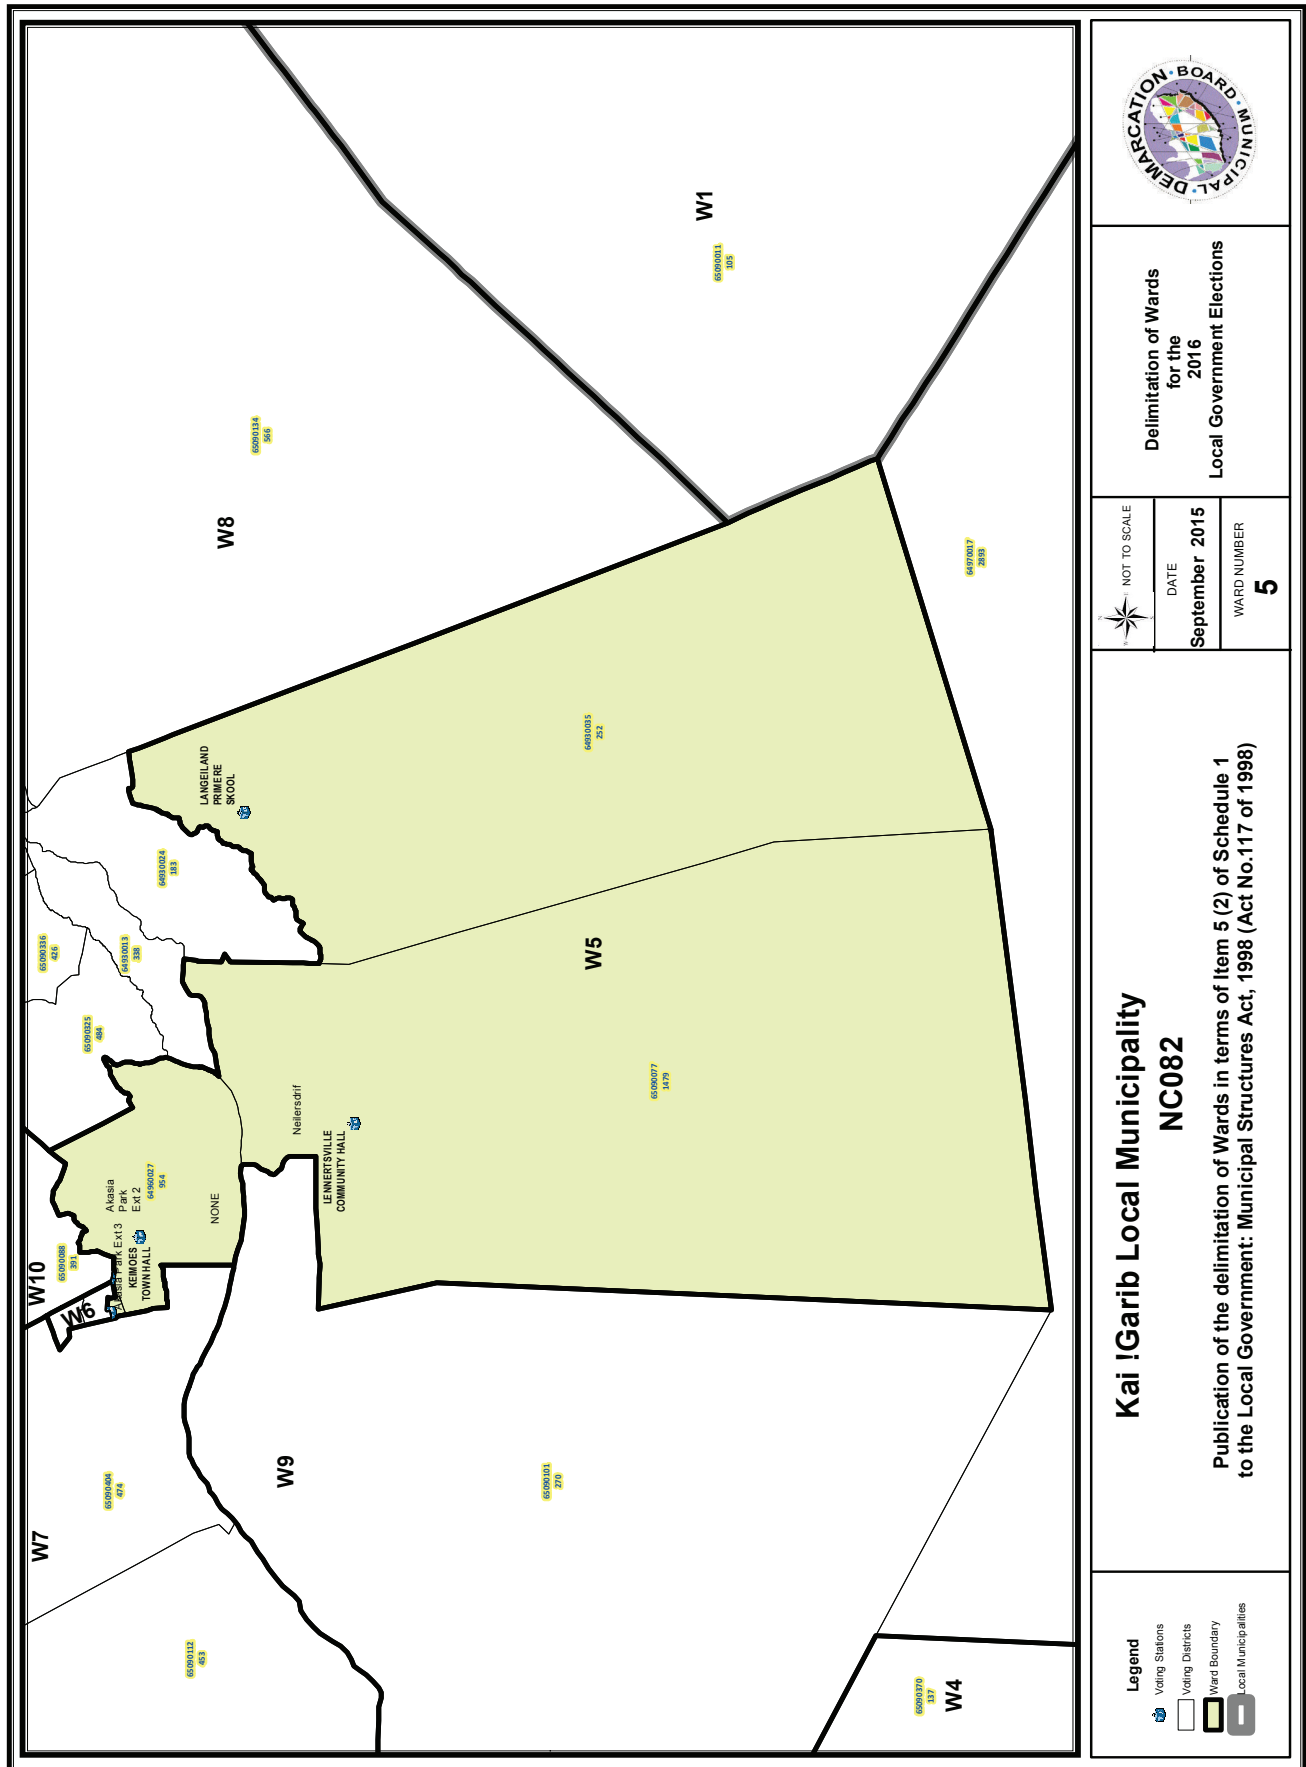 W8
W1
W5
W10
W6
W7
W9
W4
65090134
566
65090011
105
64970017
2893
64930035
252
LANGEILAND
PRIMERE
SKOOL
64930024
183
65090336
426
64930013
338
65090325
484
65090077
1479
Neilersdrif
LENNERTSVILLE
COMMUNITY HALL
Akasia
Park
Ext 2
64960027
954
NONE
Akasia Park Ext 3
KEIMOES
TOWN HALL
65090088
391
65090404
474
65090101
270
65090112
453
65090370
137
Legend
Voting Stations
Voting Districts
Ward Boundary
Local Municipalities
Kai !Garib Local Municipality
NC082
Publication of the delimitation of Wards in terms of Item 5 (2) of Schedule 1
to the Local Government: Municipal Structures Act, 1998 (Act No.117 of 1998)
NOT TO SCALE
DATE
September 2015
WARD NUMBER
5
Delimitation of Wards
for the
2016
Local Government Elections
MUNICIPAL • DEMARCATION • BOARD •